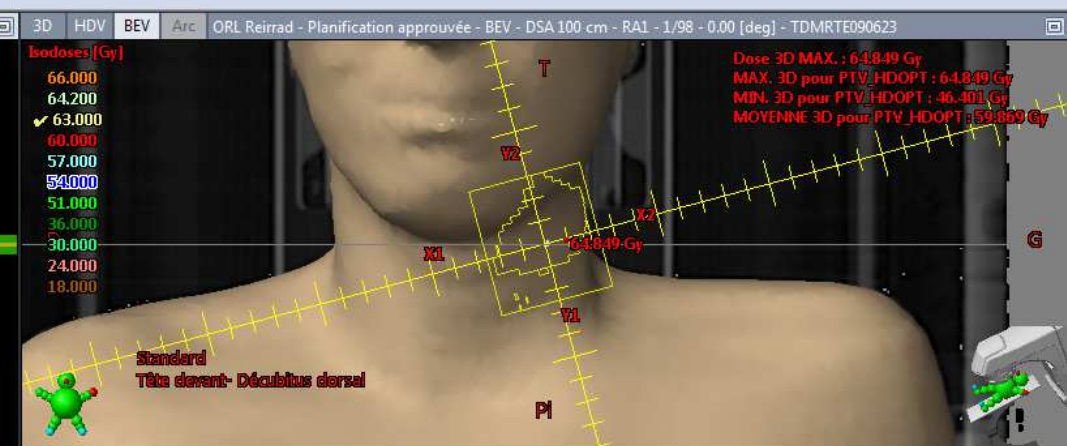 3D HDV BEV Arc ORL Reirrad - Planification approuvée - BEV - DSA 100 cm - RA1 - 1/98 - 0.00 [deg] - TDMRTE090623
Isodoses [Gy]
66.000
64.200
63.000
60.000
57.000
54.000
51.000
36.000
30.000
24.000
18.000
T
Dose 3D MAX. : 64.849 Gy
MAX. 3D pour PTV_HDOPT : 64.849 Gy
MIN. 3D pour PTV_HDOPT : 46.401 Gy
MOYENNE 3D pour PTV_HDOPT : 59.869 Gy
Y2
X2
64.849 Gy
X1
G
Y1
Standard
Tête devant- Décubitus dorsal
Pi